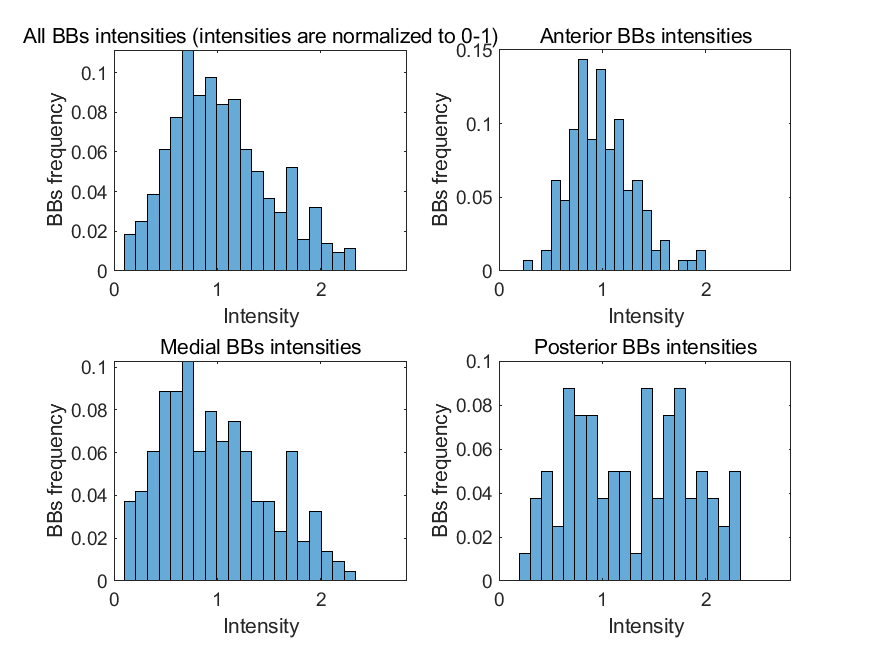 All BBs intensities (intensities are normalized to 0-1)
BBs frequency
0.1
0.08
0.06
0.04
0.02
0
0 1 2
Intensity
Anterior BBs intensities
BBs frequency
0.15
0.1
0.05
0
0 1 2
Intensity
Medial BBs intensities
BBs frequency
0.1
0.08
0.06
0.04
0.02
0
0 1 2
Intensity
Posterior BBs intensities
BBs frequency
0.1
0.08
0.06
0.04
0.02
0
0 1 2
Intensity